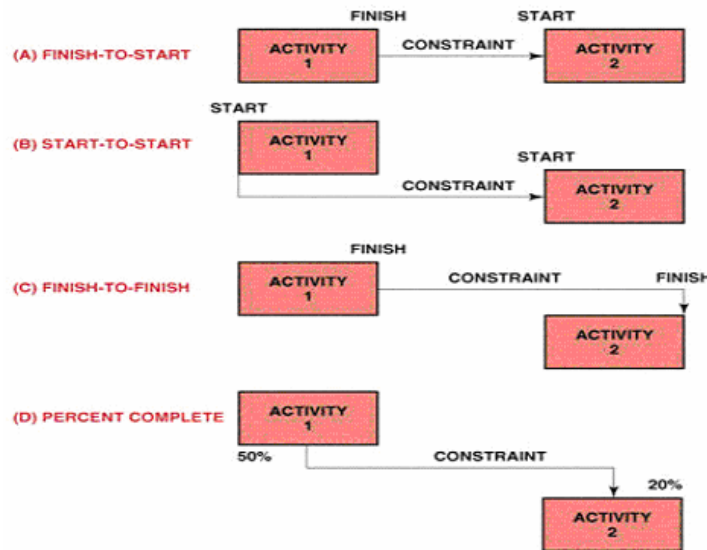 FINISH START
(A) FINISH-TO-START
ACTIVITY
1
CONSTRAINT
ACTIVITY
2
START
(B) START-TO-START
ACTIVITY
1
START
CONSTRAINT
ACTIVITY
2
FINISH
(C) FINISH-TO-FINISH
ACTIVITY
1
CONSTRAINT
FINISH
ACTIVITY
2
(D) PERCENT COMPLETE
ACTIVITY
1
50%
CONSTRAINT
20%
ACTIVITY
2